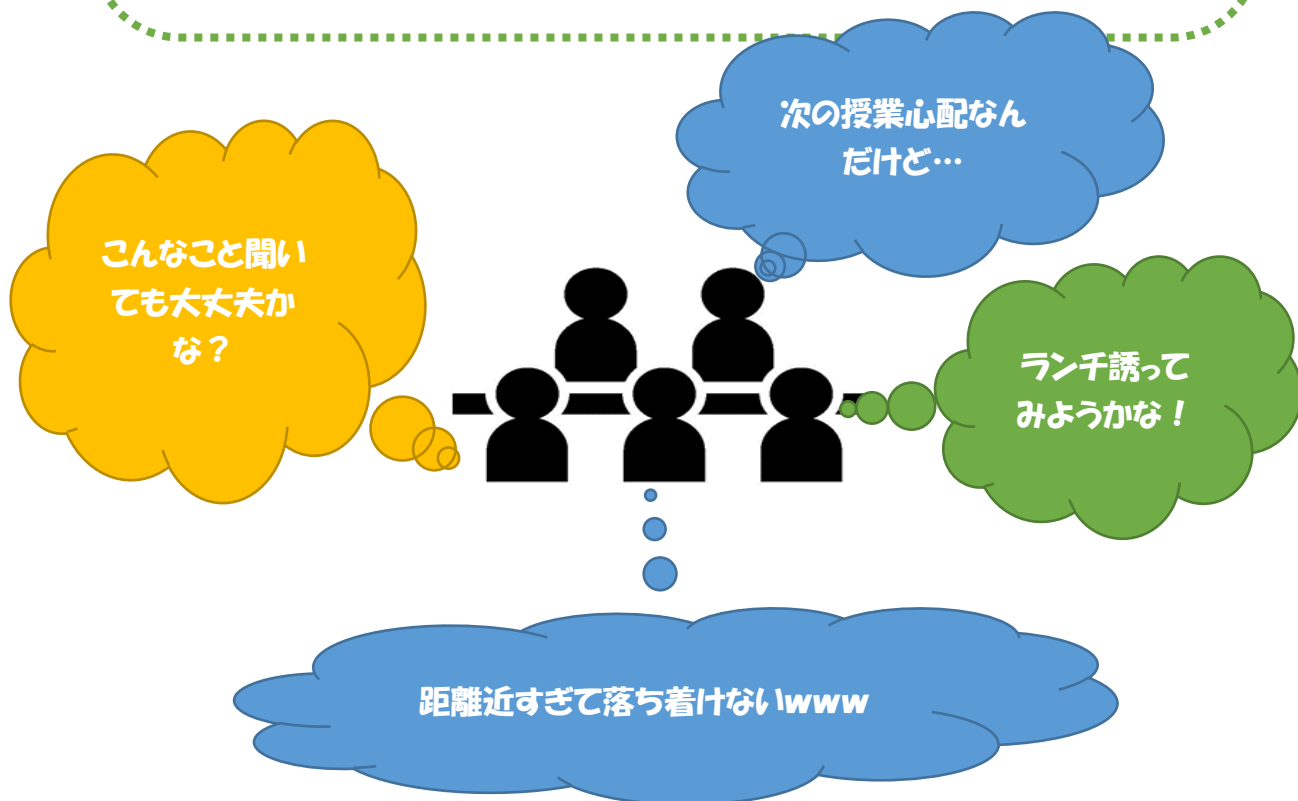 次の授業心配なん
だけど…
こんなこと聞い
ても大丈夫か
な？
ランチ誘って
みようかな！
距離近すぎて落ち着けないwww